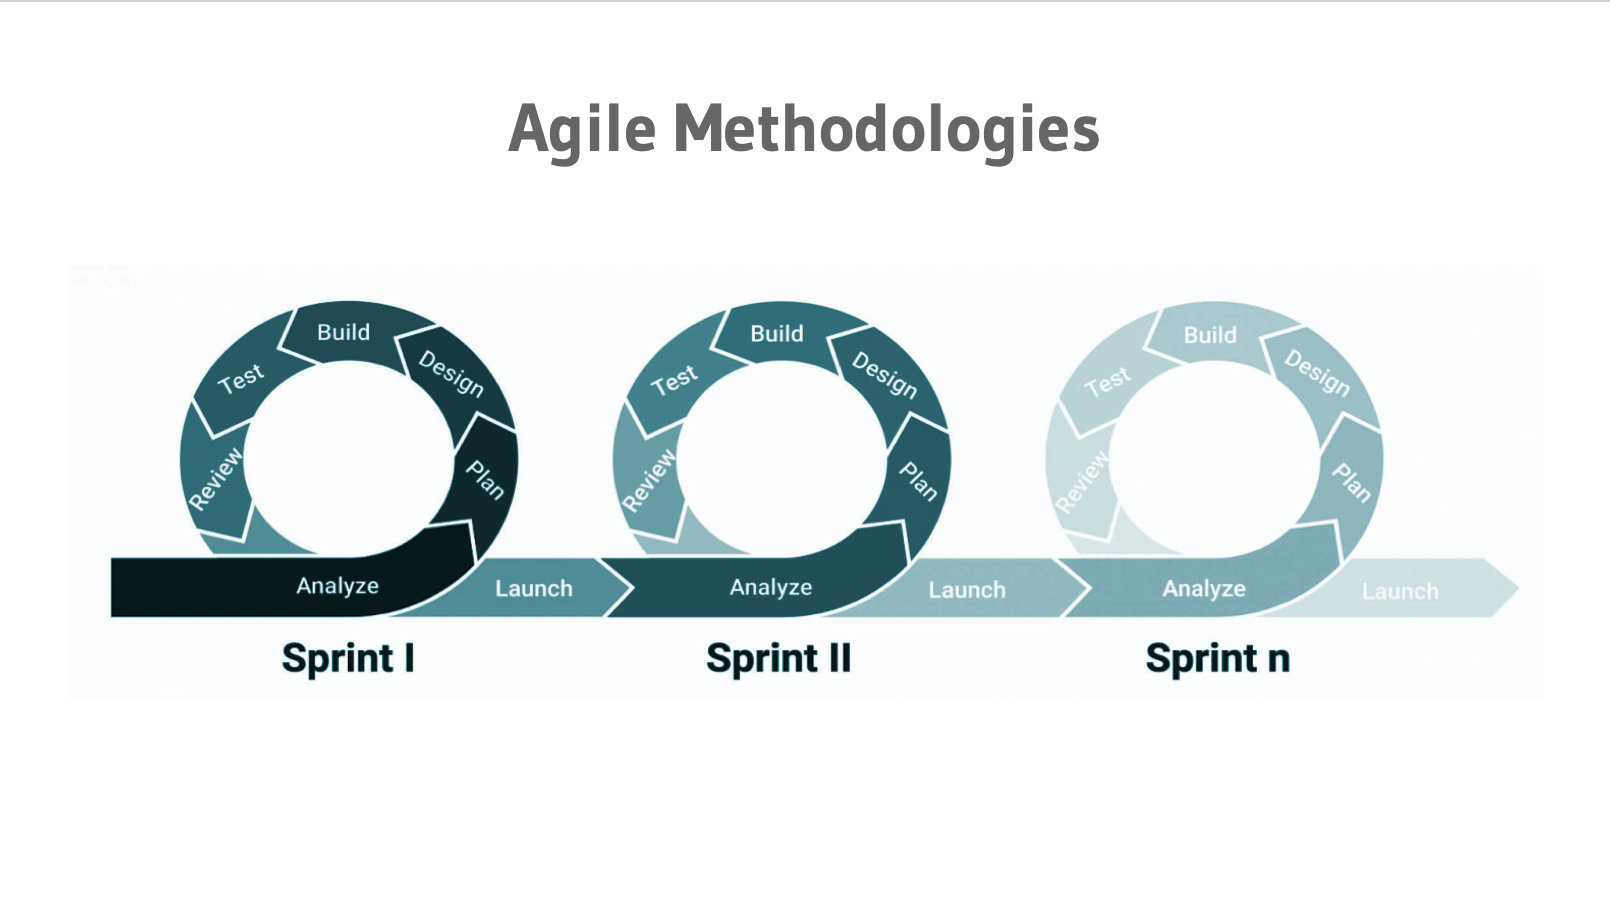 Agile Methodologies
Build
Design
Test
Plan
Review
Analyze
Launch
Sprint I
Build
Design
Test
Plan
Review
Analyze
Launch
Sprint II
Build
Design
Test
Plan
Review
Analyze
Launch
Sprint n